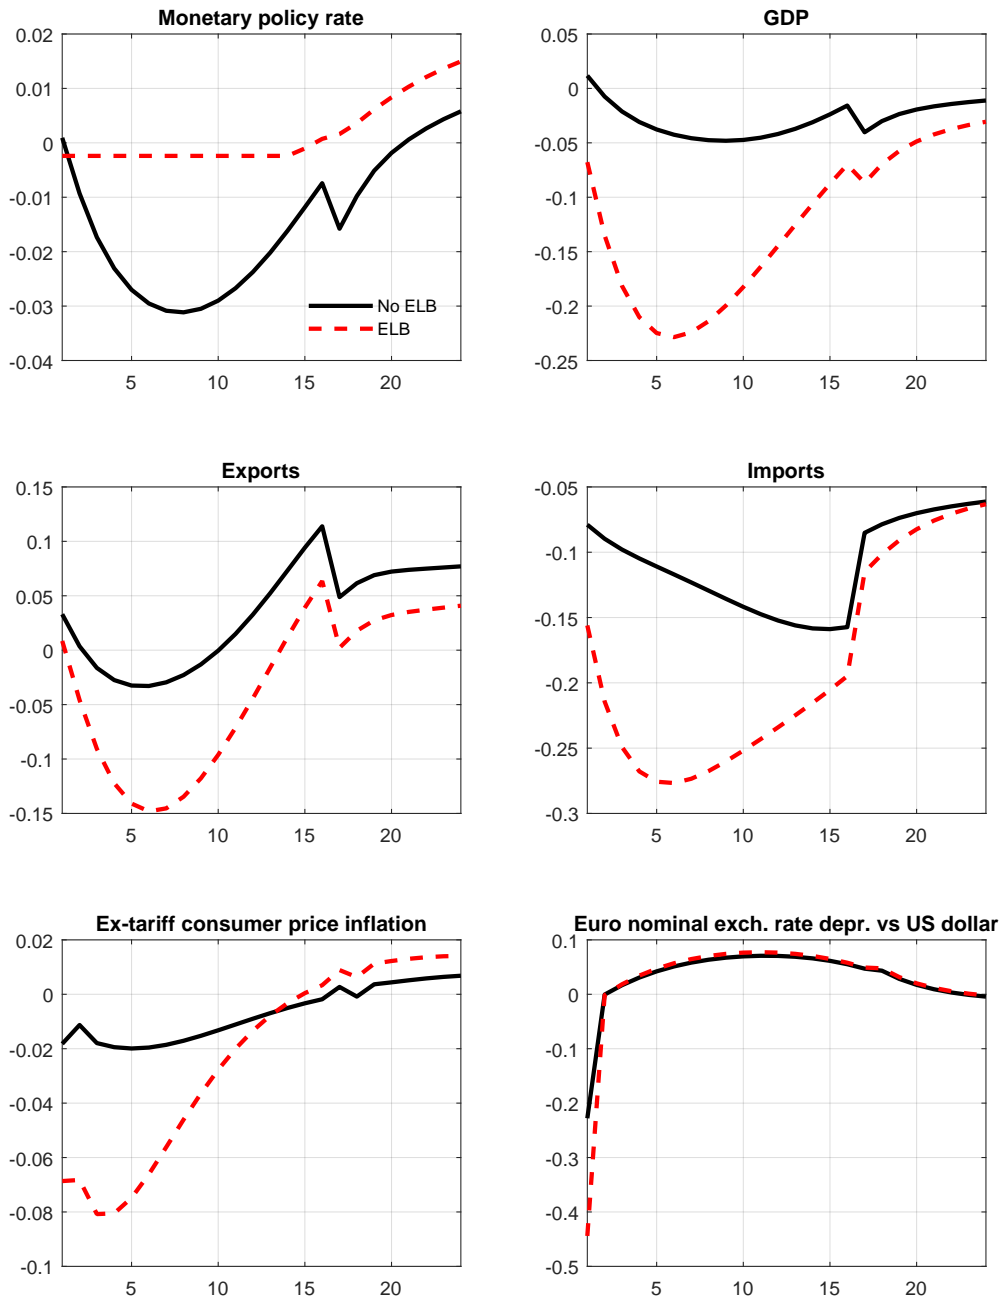 Monetary policy rate
0.02
0.01
0
-0.01
-0.02
-0.03
-0.04
No ELB
ELB
5 10 15 20
GDP
0.05
0
-0.05
-0.1
-0.15
-0.2
-0.25
5 10 15 20
Exports
0.15
0.1
0.05
0
-0.05
-0.1
-0.15
5 10 15 20
Imports
-0.05
-0.1
-0.15
-0.2
-0.25
-0.3
5 10 15 20
Ex-tariff consumer price inflation
0.02
0
-0.02
-0.04
-0.06
-0.08
-0.1
5 10 15 20
Euro nominal exch. rate depr. vs US dollar
0.1
0
-0.1
-0.2
-0.3
-0.4
-0.5
5 10 15 20